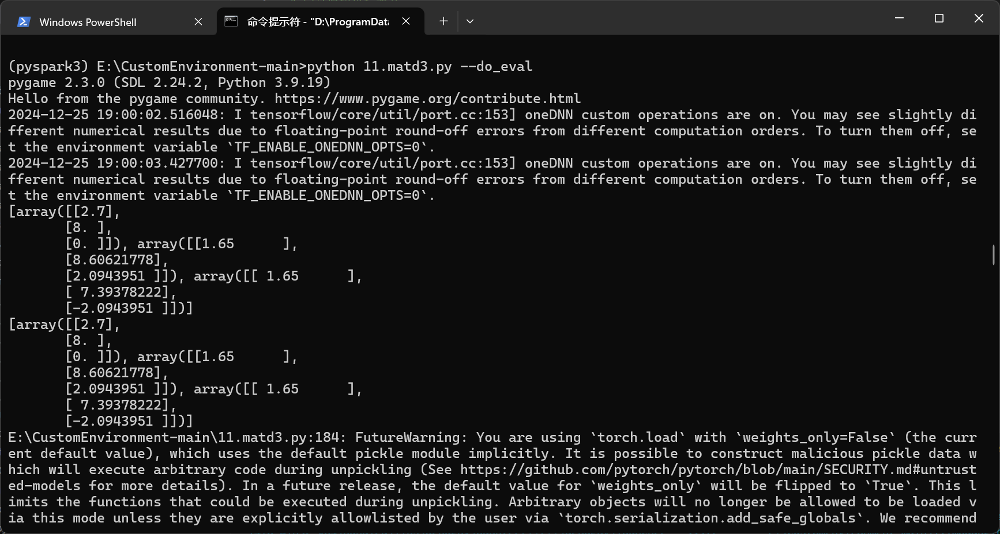 Windows PowerShell
命令提示符 - "D:\ProgramData
(pyspark3) E:\CustomEnvironment-main>python 11.matd3.py --do_eval
pygame 2.3.0 (SDL 2.24.2, Python 3.9.19)
Hello from the pygame community. https://www.pygame.org/contribute.html
2024-12-25 19:00:02.516048: I tensorflow/core/util/port.cc:153] oneDNN custom operations are on. You may see slightly di
fferent numerical results due to floating-point round-off errors from different computation orders. To turn them off, se
t the environment variable `TF_ENABLE_ONEDNN_OPTS=0`.
2024-12-25 19:00:03.427700: I tensorflow/core/util/port.cc:153] oneDNN custom operations are on. You may see slightly di
fferent numerical results due to floating-point round-off errors from different computation orders. To turn them off, se
t the environment variable `TF_ENABLE_ONEDNN_OPTS=0`.
[array([[2.7],
       [8. ],
       [0. ]]), array([[1.65      ],
       [8.60621778],
       [2.0943951 ]]), array([[ 1.65      ],
       [ 7.39378222],
       [-2.0943951 ]])]
[array([[2.7],
       [8. ],
       [0. ]]), array([[1.65      ],
       [8.60621778],
       [2.0943951 ]]), array([[ 1.65      ],
       [ 7.39378222],
       [-2.0943951 ]])]
E:\CustomEnvironment-main\11.matd3.py:184: FutureWarning: You are using `torch.load` with `weights_only=False` (the curr
ent default value), which uses the default pickle module implicitly. It is possible to construct malicious pickle data w
hich will execute arbitrary code during unpickling (See https://github.com/pytorch/pytorch/blob/main/SECURITY.md#untrust
ed-models for more details). In a future release, the default value for `weights_only` will be flipped to `True`. This l
imits the functions that could be executed during unpickling. Arbitrary objects will no longer be allowed to be loaded v
ia this mode unless they are explicitly allowlisted by the user via `torch.serialization.add_safe_globals`. We recommend